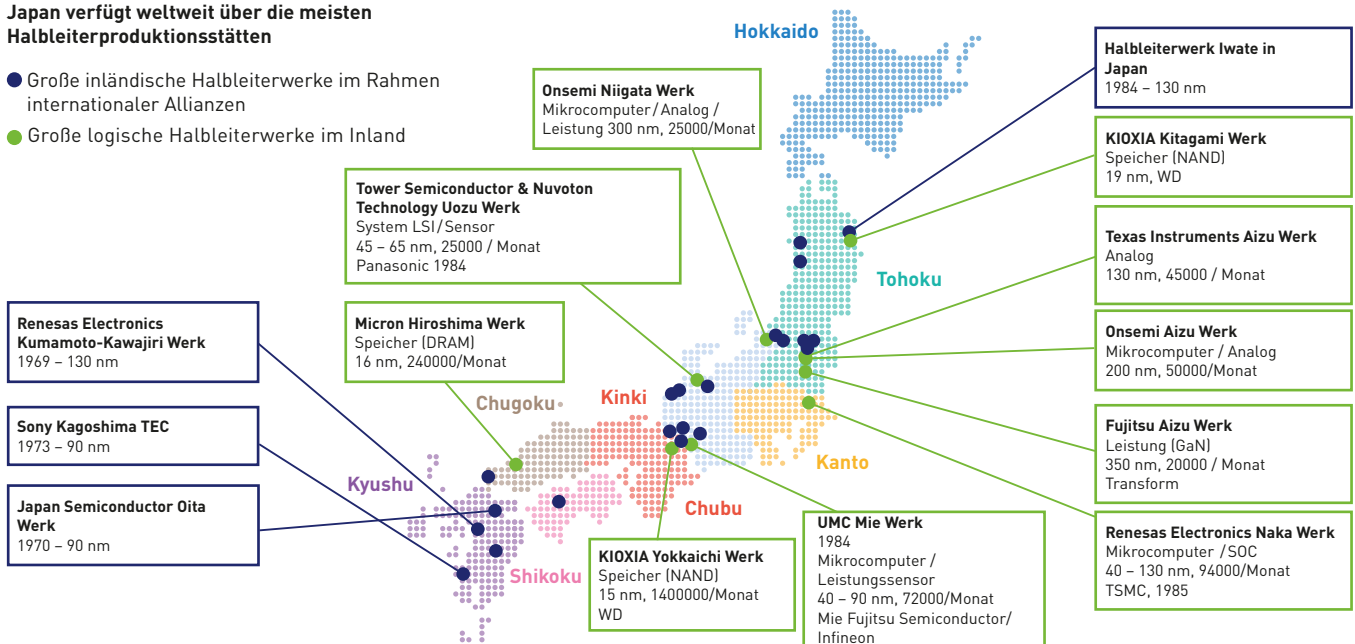 Japan verfügt weltweit über die meisten
Halbleiterproduktionsstätten
Große inländische Halbleiterwerke im Rahmen
internationaler Allianzen
Große logische Halbleiterwerke im Inland
Hokkaido
Halbleiterwerk Iwate in
Japan
1984 – 130 nm
Onsemi Niigata Werk
Mikrocomputer / Analog /
Leistung 300 nm, 25000/Monat
KIOXIA Kitagami Werk
Speicher (NAND)
19 nm, WD
Tower Semiconductor & Nuvoton
Technology Uozu Werk
System LSI / Sensor
45 – 65 nm, 25000 / Monat
Panasonic 1984
Texas Instruments Aizu Werk
Analog
130 nm, 45000 / Monat
Tohoku
Renesas Electronics
Kumamoto-Kawajiri Werk
1969 – 130 nm
Micron Hiroshima Werk
Speicher (DRAM)
16 nm, 240000/Monat
Onsemi Aizu Werk
Mikrocomputer / Analog
200 nm, 50000/Monat
Chugoku
Kinki
Sony Kagoshima TEC
1973 – 90 nm
Fujitsu Aizu Werk
Leistung (GaN)
350 nm, 20000 / Monat
Transform
Kanto
Kyushu
Japan Semiconductor Oita
Werk
1970 – 90 nm
Chubu
Shikoku
KIOXIA Yokkaichi Werk
Speicher (NAND)
15 nm, 1400000/Monat
WD
UMC Mie Werk
1984
Mikrocomputer /
Leistungssensor
40 – 90 nm, 72000/Monat
Mie Fujitsu Semiconductor/
Infineon
Renesas Electronics Naka Werk
Mikrocomputer / SOC
40 – 130 nm, 94000/Monat
TSMC, 1985